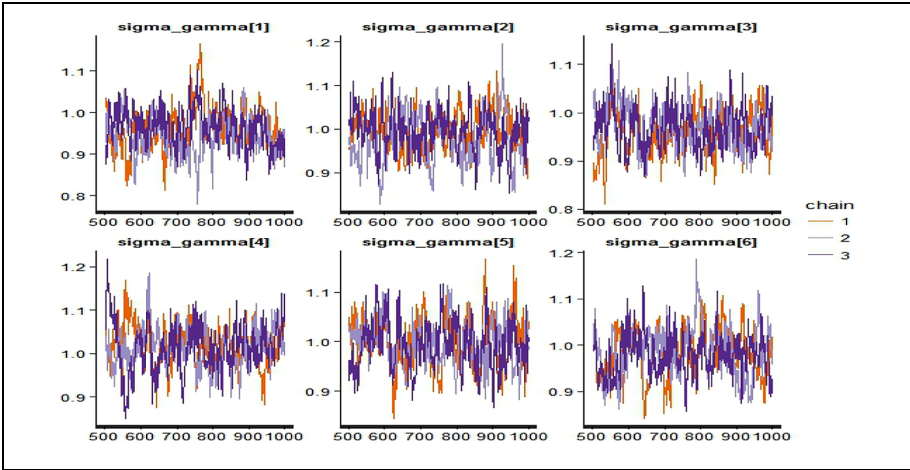 sigma_gamma[1] sigma_gamma[2] sigma_gamma[3]
1.2
1.1 1.1 1.1
1.0 1.0 1.0
0.9 0.9 0.9
0.8 0.8
500 600 700 800 900 1000 500 600 700 800 900 1000 500 600 700 800 900 1000
chain
1
2
3
sigma_gamma[4] sigma_gamma[5] sigma_gamma[6]
1.2 1.2
1.1 1.1 1.1
1.0 1.0 1.0
0.9 0.9 0.9
500 600 700 800 900 1000 500 600 700 800 900 1000 500 600 700 800 900 1000